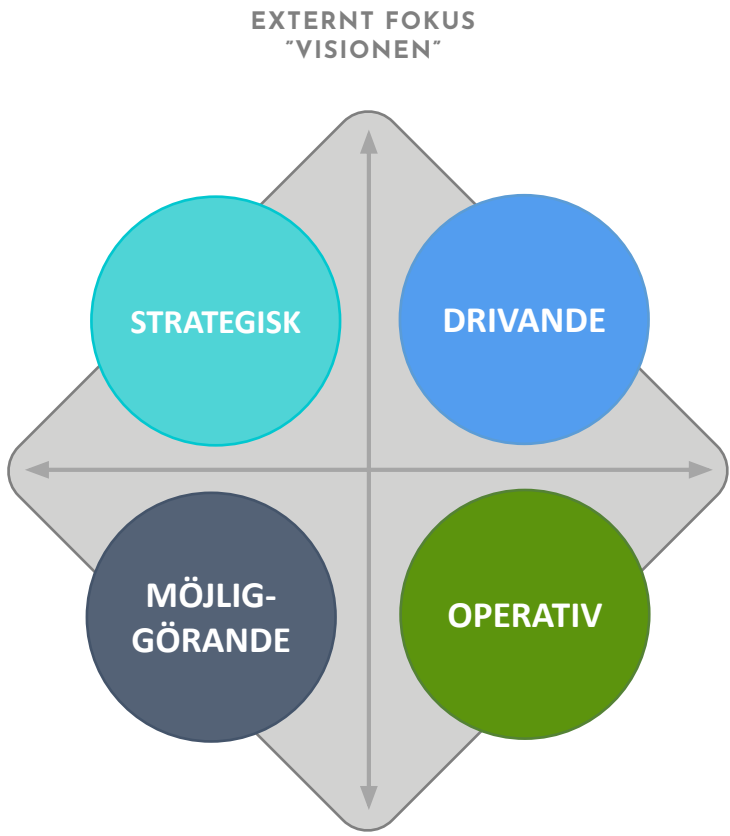 EXTERNT FOKUS
"VISIONEN"
STRATEGISK
DRIVANDE
MÖJLIG-
GÖRANDE
OPERATIV